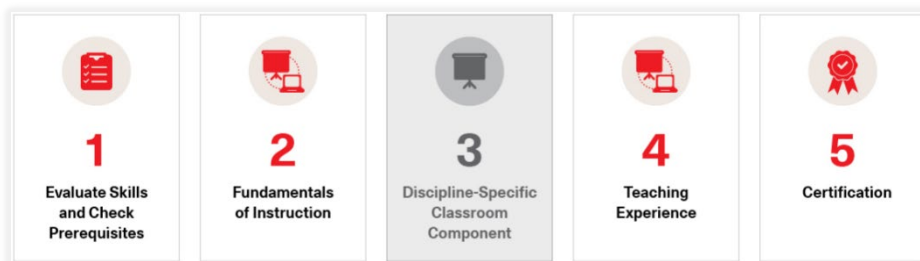 1
Evaluate Skills
and Check
Prerequisites
2
Fundamentals
of Instruction
3
Discipline-Specific
Classroom
Component
4
Teaching
Experience
5
Certification